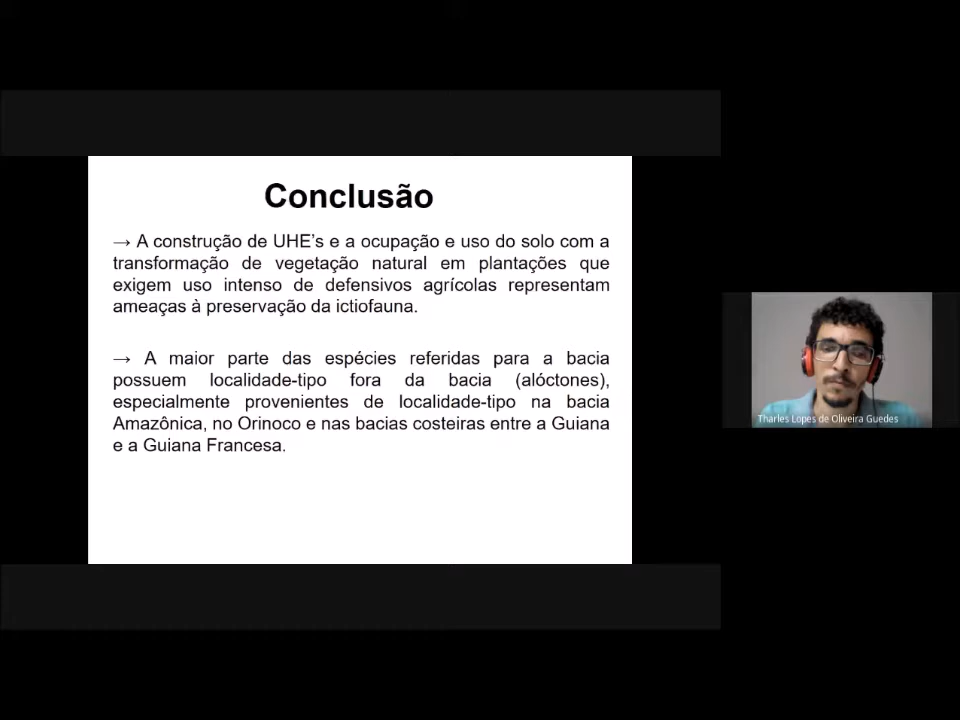 Conclusão
→ A construção de UHE's e a ocupação e uso do solo com a
transformação de vegetação natural em plantações que
exigem uso intenso de defensivos agrícolas representam
ameaças à preservação da ictiofauna.
→ A maior parte das espécies referidas para a bacia
possuem localidade-tipo fora da bacia (alóctones),
especialmente provenientes de localidade-tipo na bacia
Amazônica, no Orinoco e nas bacias costeiras entre a Guiana
e a Guiana Francesa.
Tharles Lopes de Oliveira Guedes